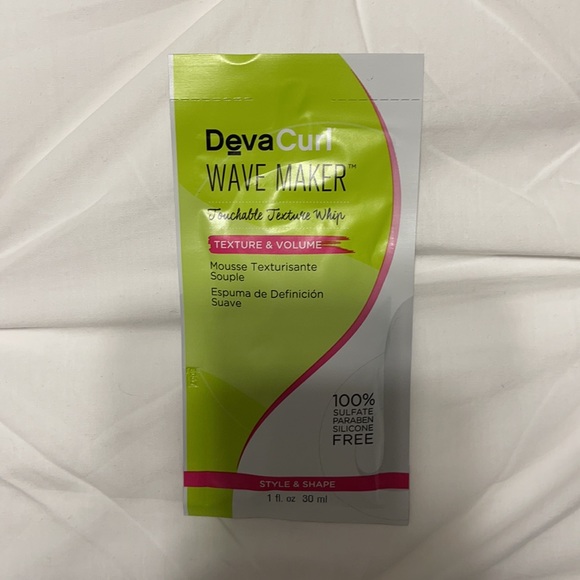 DevaCurl
WAVE MAKER™
Touchable Texture Whip
TEXTURE & VOLUME
Mousse Texturisante
Souple
Espuma de Definición
Suave
100%
SULFATE
PARABEN
SILICONE
FREE
STYLE & SHAPE
1 fl. oz 30 ml